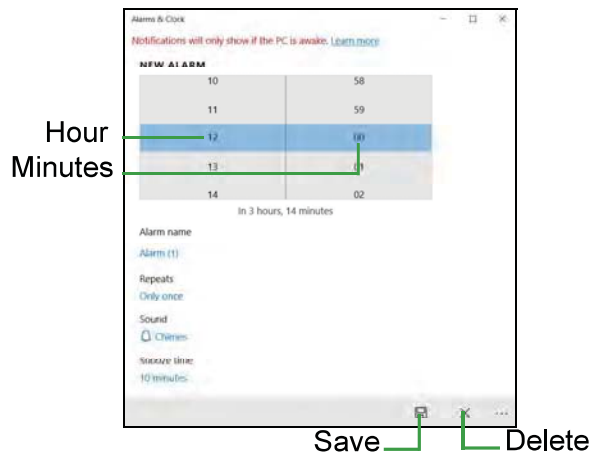 Alarms & Clock
Notifications will only show if the PC is awake. Learn more
NEW ALARM
10 58
11 59
Hour 12 00
Minutes 13 01
14 02
In 3 hours, 14 minutes
Alarm name
Alarm (1)
Repeats
Only once
Sound
Chimes
Snooze time
10 minutes
Save Delete